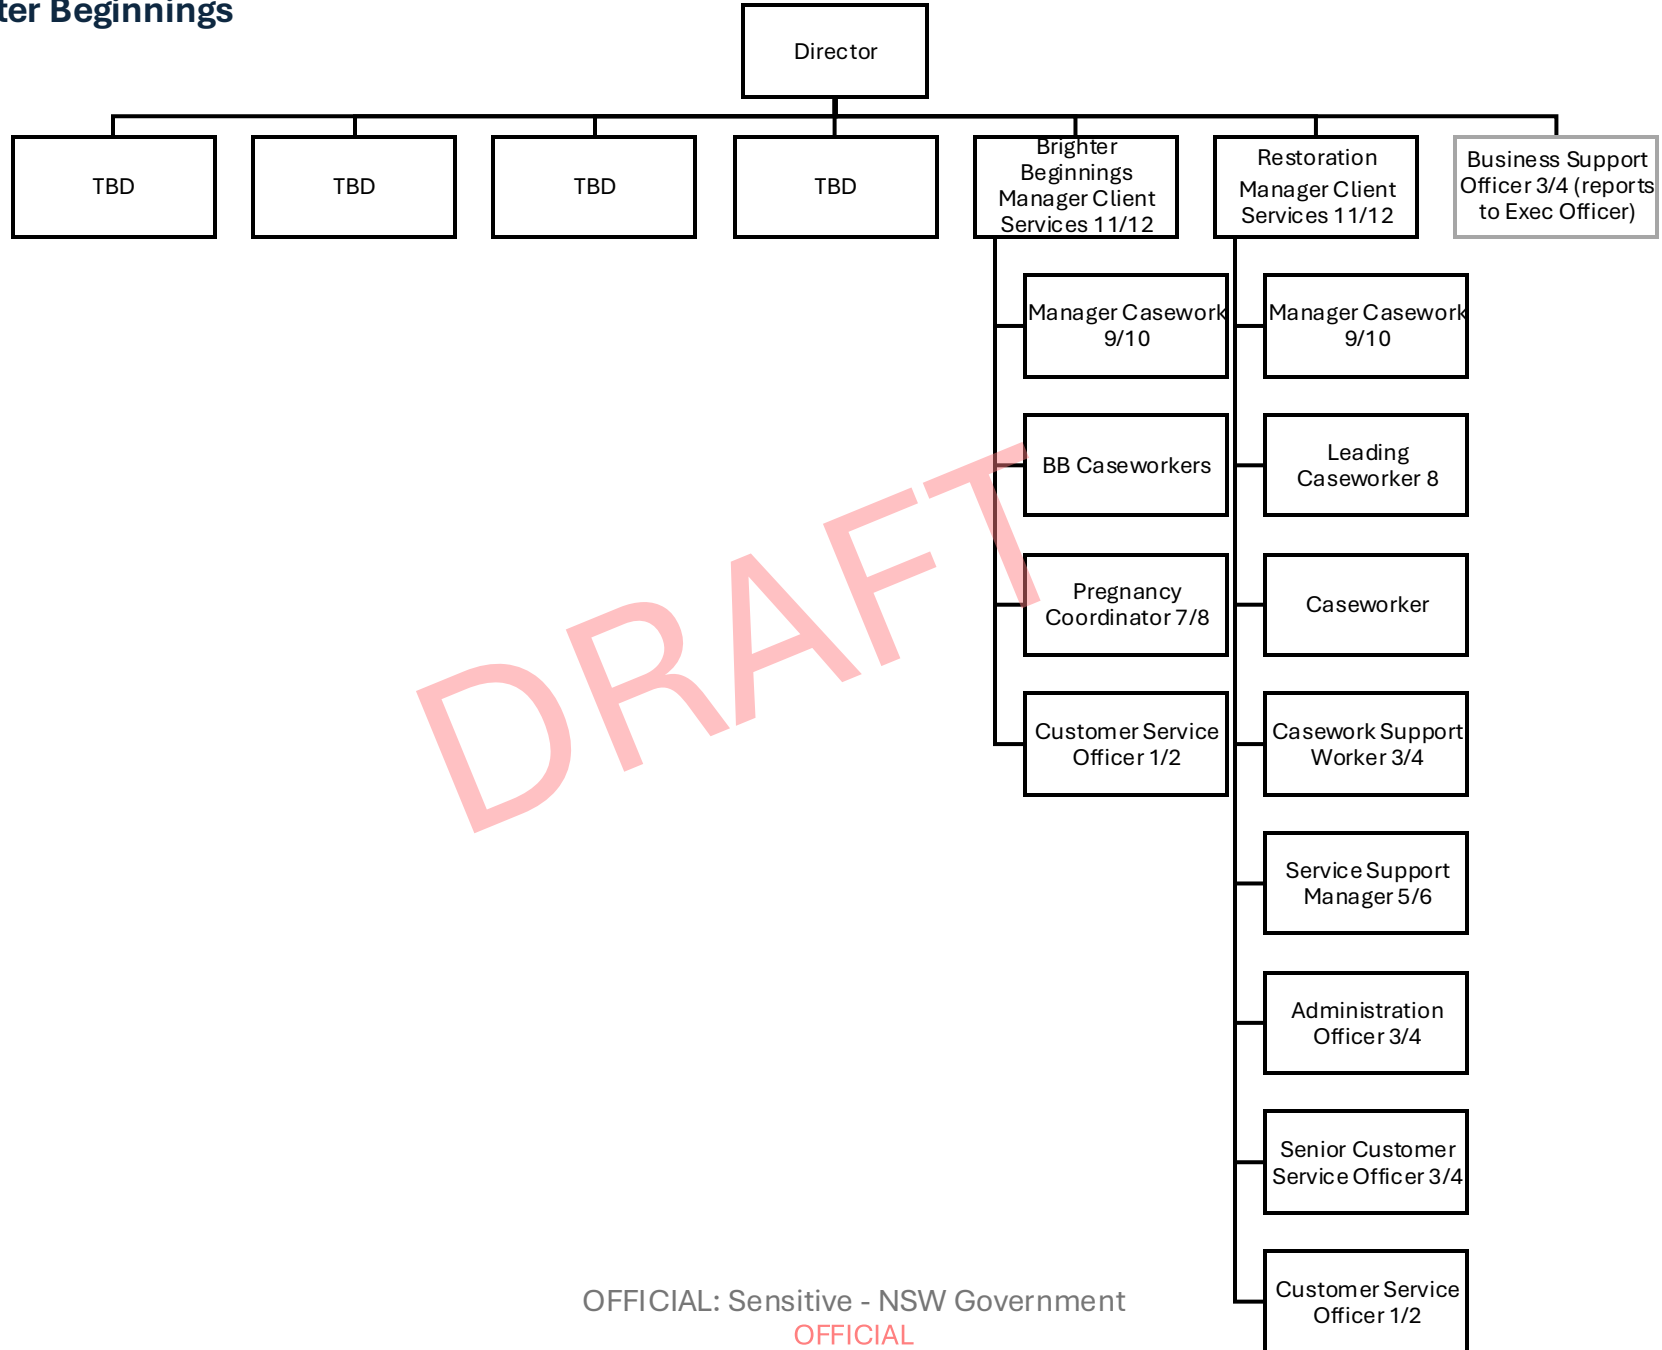 ter Beginnings
Director
TBD
TBD
TBD
TBD
Brighter
Beginnings
Manager Client
Services 11/12
Restoration
Manager Client
Services 11/12
Business Support
Officer 3/4 (reports
to Exec Officer)
Manager Casework
9/10
BB Caseworkers
Pregnancy
Coordinator 7/8
Customer Service
Officer 1/2
Manager Casework
9/10
Leading
Caseworker 8
Caseworker
Casework Support
Worker 3/4
Service Support
Manager 5/6
Administration
Officer 3/4
Senior Customer
Service Officer 3/4
Customer Service
Officer 1/2
DRAFT
OFFICIAL: Sensitive - NSW Government
OFFICIAL